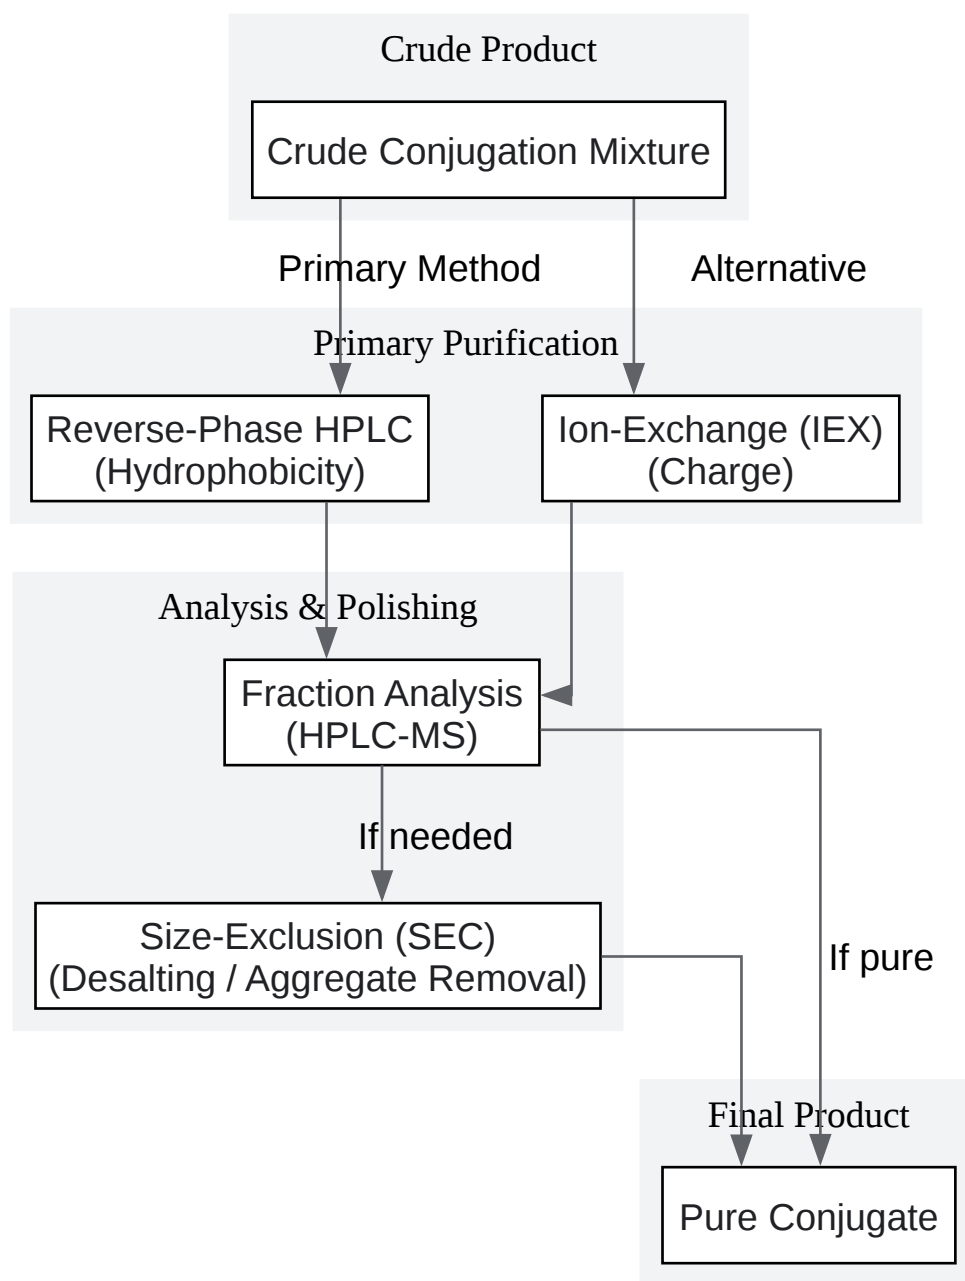 Crude Product
Crude Conjugation Mixture
Primary Method
Alternative
Primary Purification
Reverse-Phase HPLC
(Hydrophobicity)
Ion-Exchange (IEX)
(Charge)
Analysis & Polishing
Fraction Analysis
(HPLC-MS)
If needed
Size-Exclusion (SEC)
(Desalting / Aggregate Removal)
If pure
Final Product
Pure Conjugate